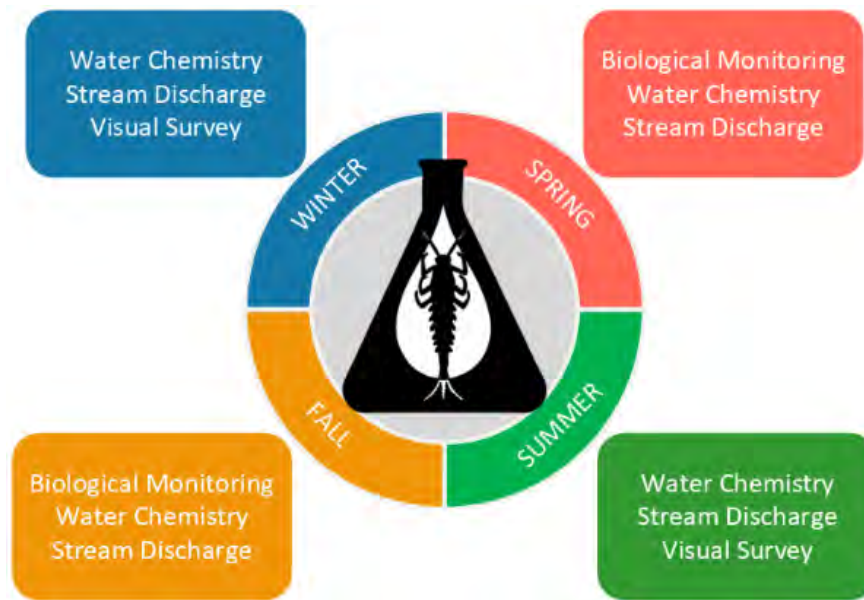 Water Chemistry
Stream Discharge
Visual Survey
Biological Monitoring
Water Chemistry
Stream Discharge
WINTER
SPRING
FALL
SUMMER
Biological Monitoring
Water Chemistry
Stream Discharge
Water Chemistry
Stream Discharge
Visual Survey